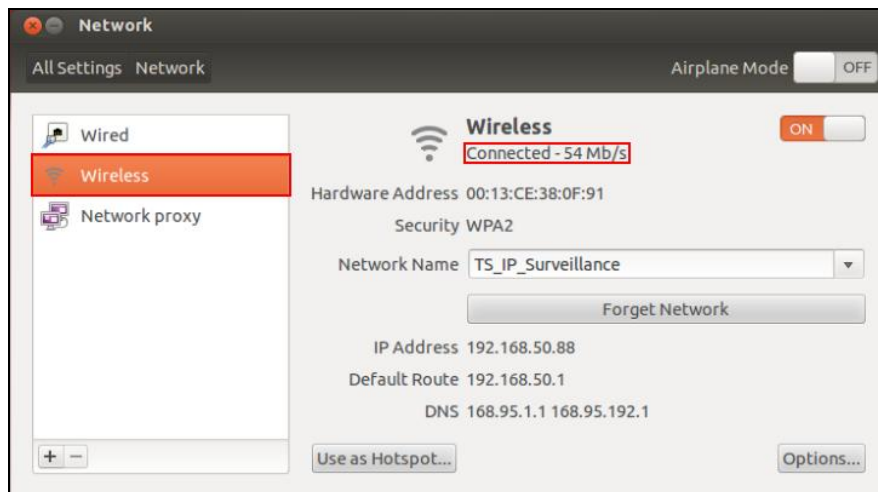 Network
All Settings Network
Airplane Mode OFF
Wired
Wireless
Network proxy
Wireless
ON
Connected - 54 Mb/s
Hardware Address 00:13:CE:38:0F:91
Security WPA2
Network Name TS_IP_Surveillance
Forget Network
IP Address 192.168.50.88
Default Route 192.168.50.1
DNS 168.95.1.1 168.95.192.1
+ −
Use as Hotspot...
Options...